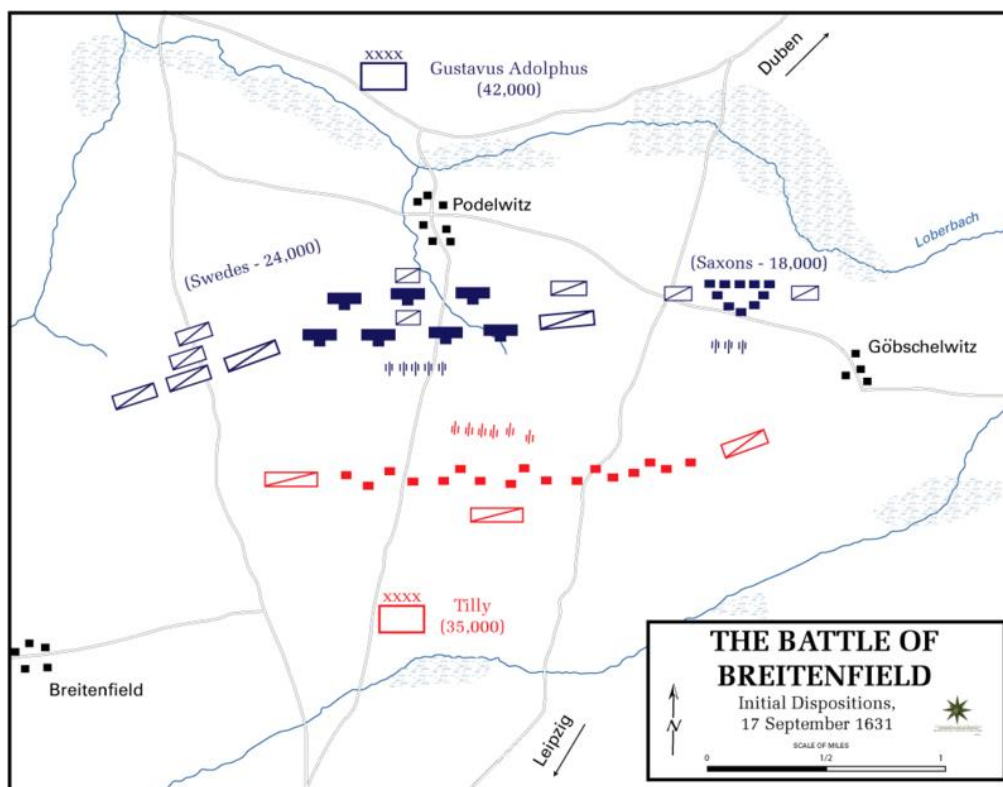 XXXX
Gustavus Adolphus
(42,000)
Duben
Podelwitz
Loberbach
(Swedes - 24,000)
(Saxons - 18,000)
Göbschelwitz
XXXX
Tilly
(35,000)
Breitenfield
Leipzig
THE BATTLE OF
BREITENFIELD
Initial Dispositions,
17 September 1631
N
SCALE OF MILES
0 1/2 1